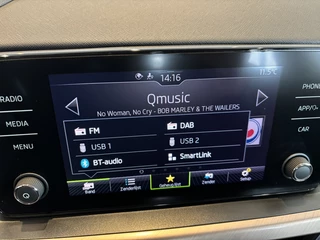 14:16
11.5°C
RADIO
PHONE
Qmusic
No Woman, No Cry - BOB MARLEY & THE WAILERS
APP/
MEDIA
FM
DAB
USB 1
USB 2
CAR
MENU
BT-audio
SmartLink
Band
Zenderlijst
Zender
Setup